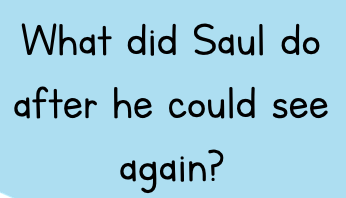 What did Saul do
after he could see
again?